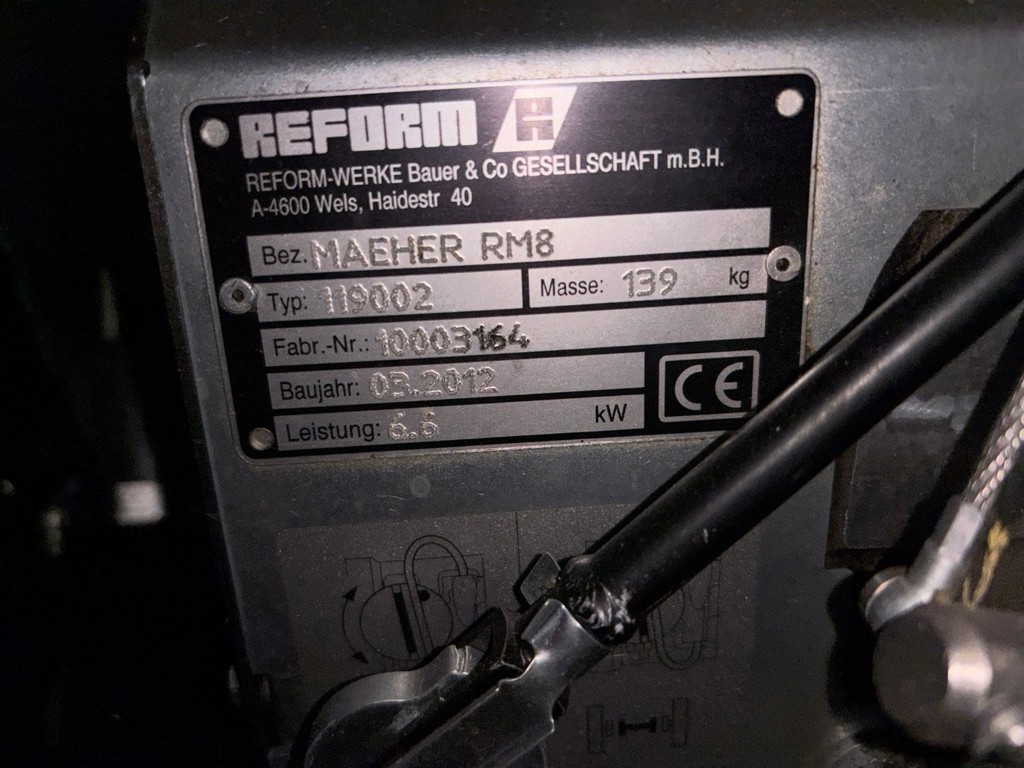 REFORM R
REFORM-WERKE Bauer & Co GESELLSCHAFT m.B.H.
A-4600 Wels, Haidestr 40
Bez. MAEHER RM8
Typ: 119002 Masse: 139 kg
Fabr.-Nr.: 10003164
Baujahr: 03.2012
Leistung: 6.6 kW
CE